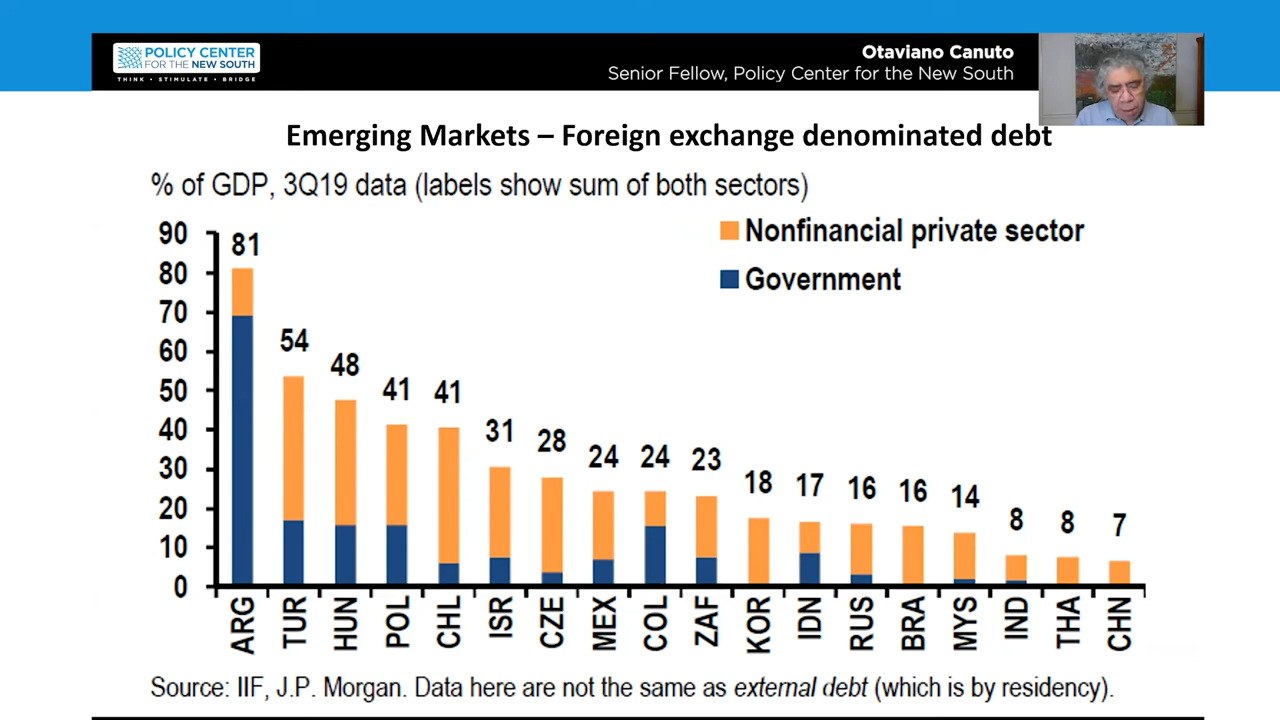 POLICY CENTER
FOR THE NEW SOUTH
THINK • STIMULATE • BRIDGE
Otaviano Canuto
Senior Fellow, Policy Center for the New South
Emerging Markets – Foreign exchange denominated debt
% of GDP, 3Q19 data (labels show sum of both sectors)
Nonfinancial private sector
Government
90
80
70
60
50
40
30
20
10
0
81
54
48
41
41
31
28
24
24
23
18
17
16
16
14
8
8
7
ARG
TUR
HUN
POL
CHL
ISR
CZE
MEX
COL
ZAF
KOR
IDN
RUS
BRA
MYS
IND
THA
CHN
Source: IIF, J.P. Morgan. Data here are not the same as external debt (which is by residency).